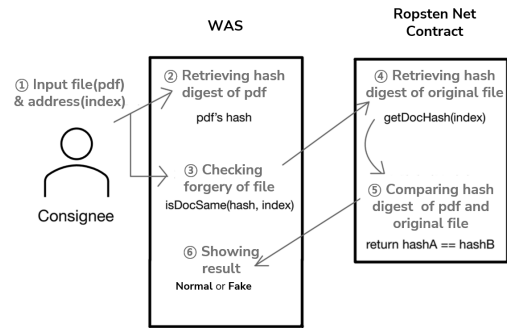 WAS
Ropsten Net
Contract
① Input file(pdf)
& address(index)
Consignee
② Retrieving hash
digest of pdf
pdf's hash
③ Checking
forgery of file
isDocSame(hash, index)
⑥ Showing
result
Normal or Fake
④ Retrieving hash
digest of original file
getDocHash(index)
⑤ Comparing hash
digest of pdf and
original file
return hashA == hashB